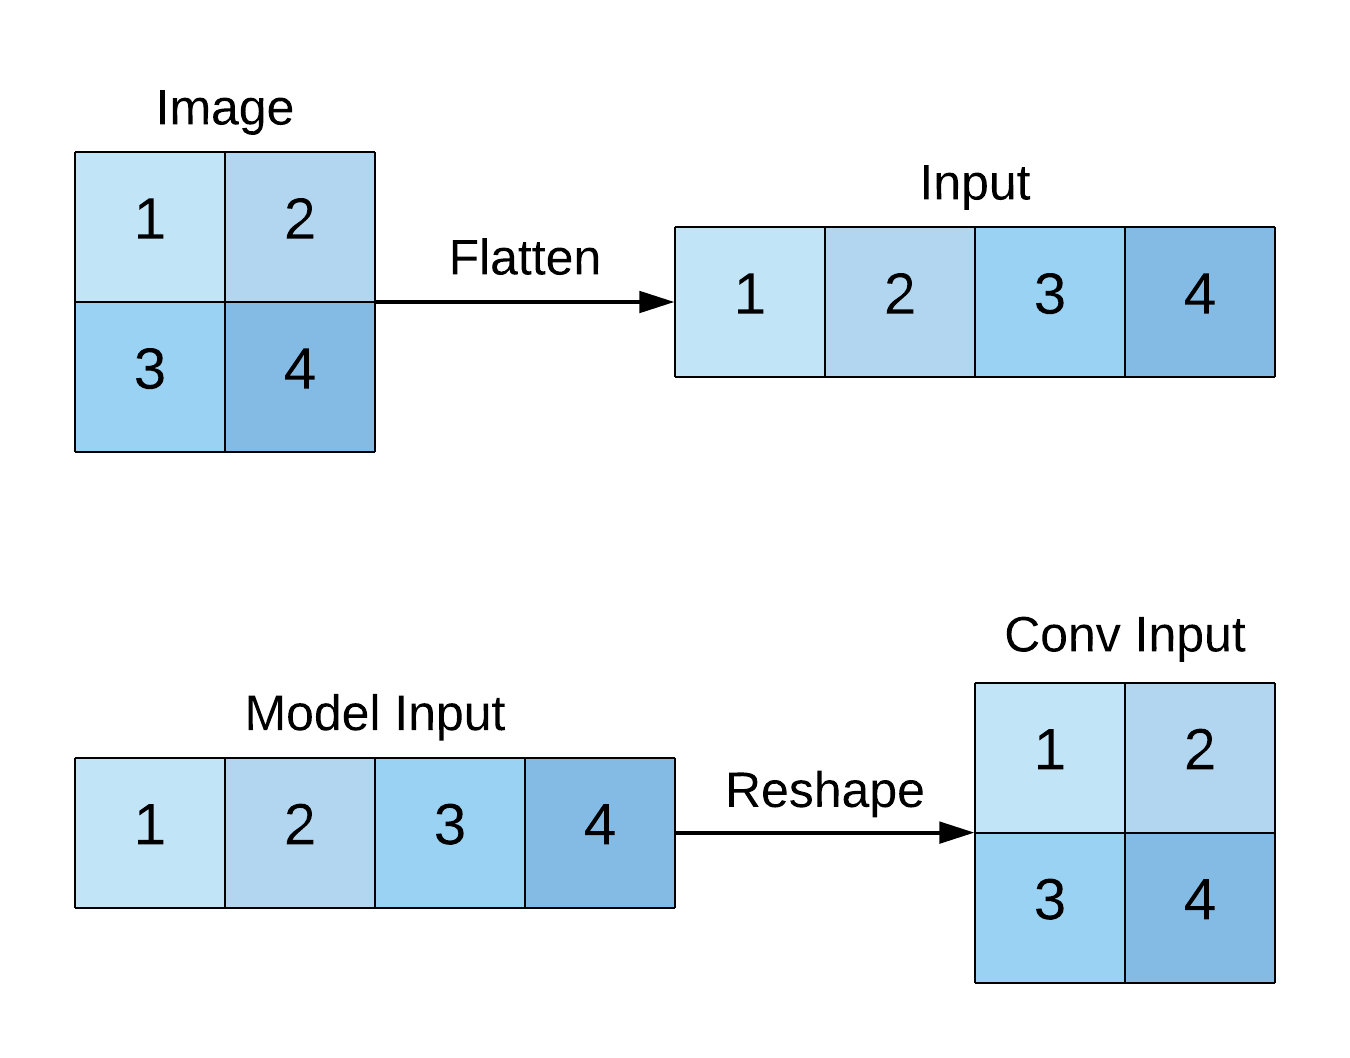 Image
1 2
3 4
Flatten
Input
1 2 3 4
Model Input
1 2 3 4
Reshape
Conv Input
1 2
3 4